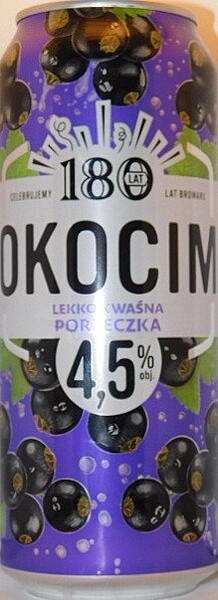 CELEBRUJEMY 180 LAT LAT BROWARU
OKOCIM
LEKKO KWAŚNA
PORZECZKA
4,5% obj.